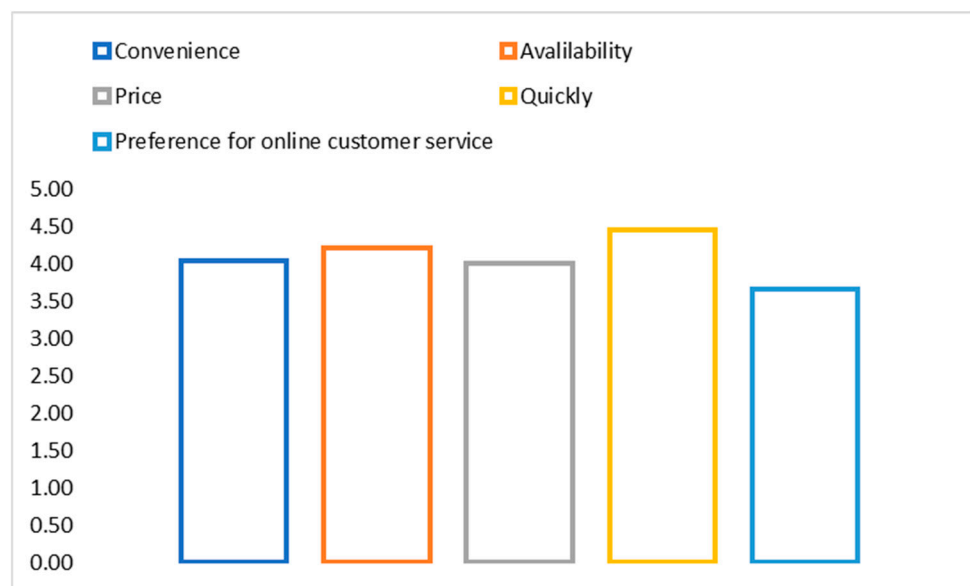 Convenience
Avalilability
Price
Quickly
Preference for online customer service
5.00
4.50
4.00
3.50
3.00
2.50
2.00
1.50
1.00
0.50
0.00